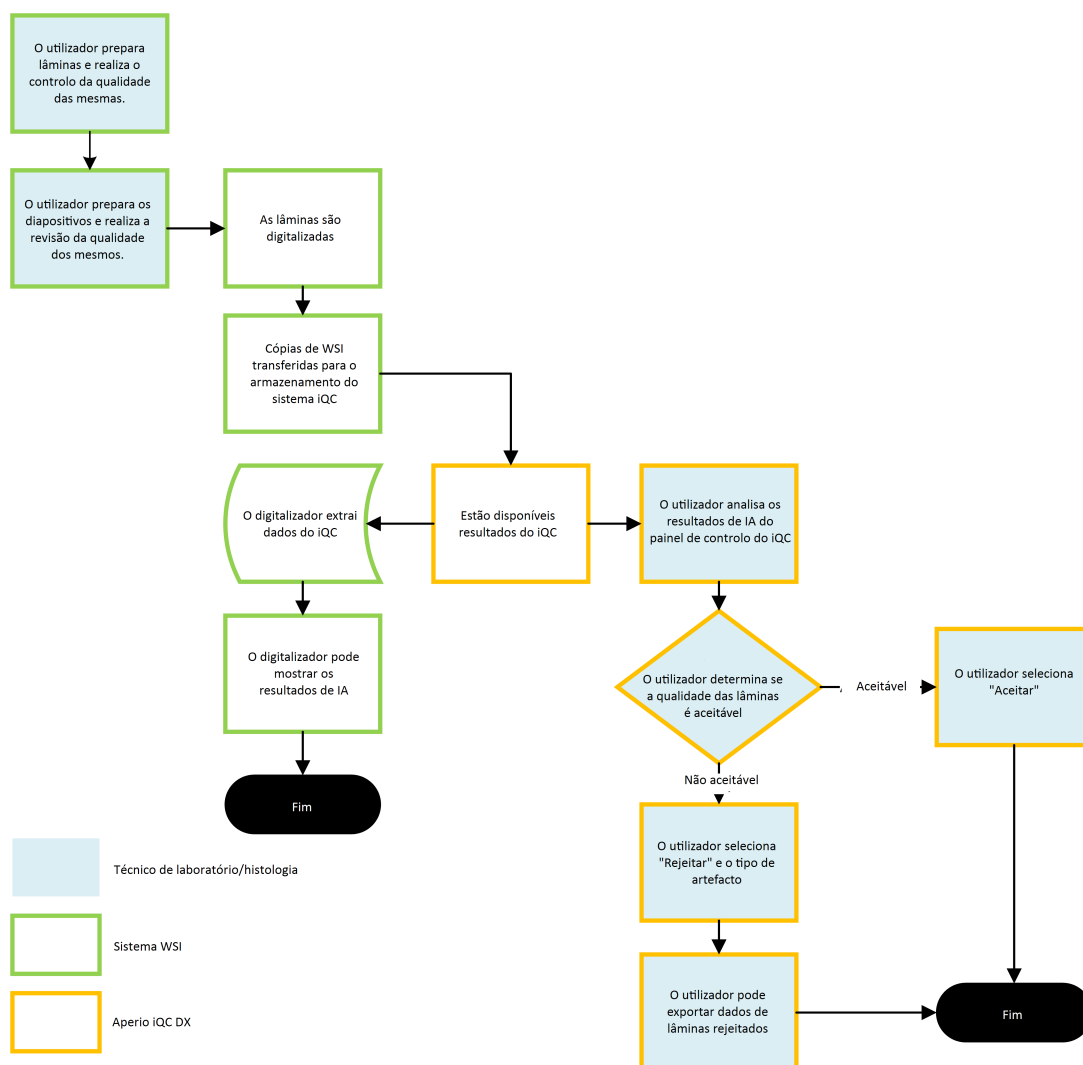 O utilizador prepara
lâminas e realiza o
controlo da qualidade
das mesmas.
O utilizador prepara os
diapositivos e realiza a
revisão da qualidade
dos mesmos.
As lâminas são
digitalizadas
Cópias de WSI
transferidas para o
armazenamento do
sistema iQC
O digitalizador extrai
dados do iQC
Estão disponíveis
resultados do iQC
O utilizador analisa os
resultados de IA do
painel de controlo do iQC
O digitalizador pode
mostrar os
resultados de IA
O utilizador determina se
a qualidade das lâminas
é aceitável
Aceitável
O utilizador seleciona
"Aceitar"
Não aceitável
Fim
O utilizador seleciona
"Rejeitar" e o tipo de
artefacto
Técnico de laboratório/histologia
Sistema WSI
O utilizador pode
exportar dados de
lâminas rejeitados
Fim
Aperio iQC DX